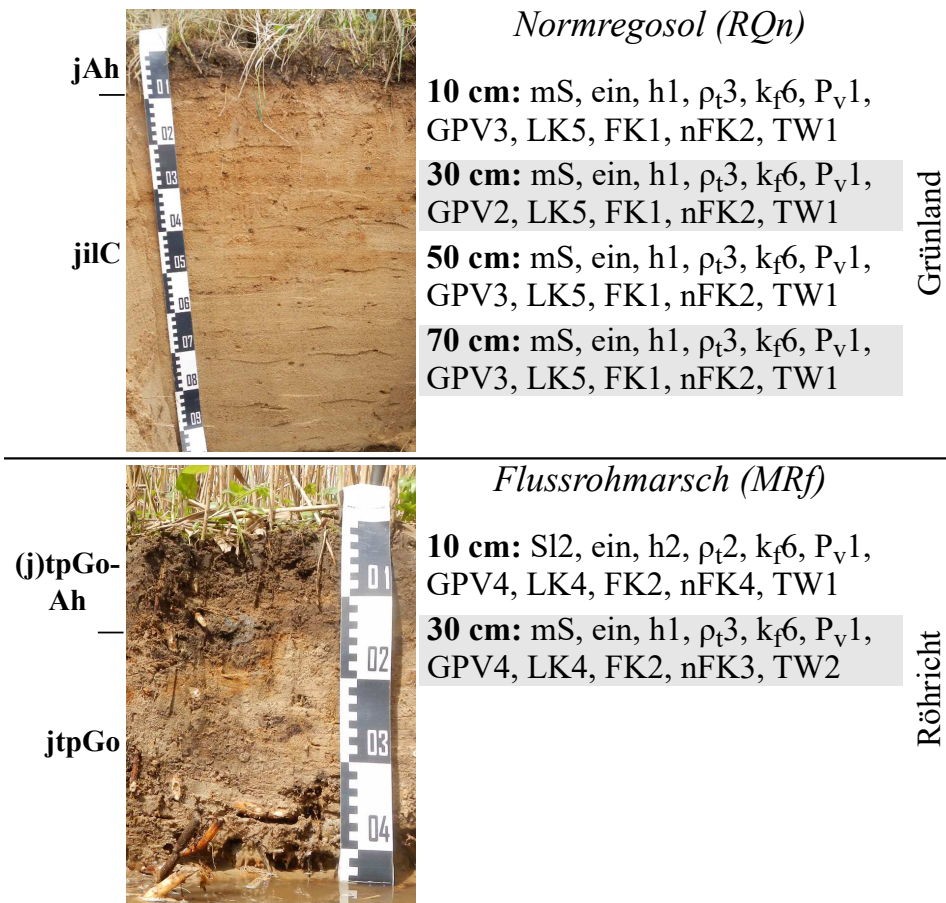 Normregosol (RQn)
jAh
jilC
01
02
03
04
05
06
07
08
09
10 cm: mS, ein, h1, ρt3, kf6, Pv1,
GPV3, LK5, FK1, nFK2, TW1
30 cm: mS, ein, h1, ρt3, kf6, Pv1,
GPV2, LK5, FK1, nFK2, TW1
50 cm: mS, ein, h1, ρt3, kf6, Pv1,
GPV3, LK5, FK1, nFK2, TW1
70 cm: mS, ein, h1, ρt3, kf6, Pv1,
GPV3, LK5, FK1, nFK2, TW1
Grünland
Flussrohmarsch (MRf)
(j)tpGo-
Ah
jtpGo
01
02
03
04
10 cm: Sl2, ein, h2, ρt2, kf6, Pv1,
GPV4, LK4, FK2, nFK4, TW1
30 cm: mS, ein, h1, ρt3, kf6, Pv1,
GPV4, LK4, FK2, nFK3, TW2
Röhricht